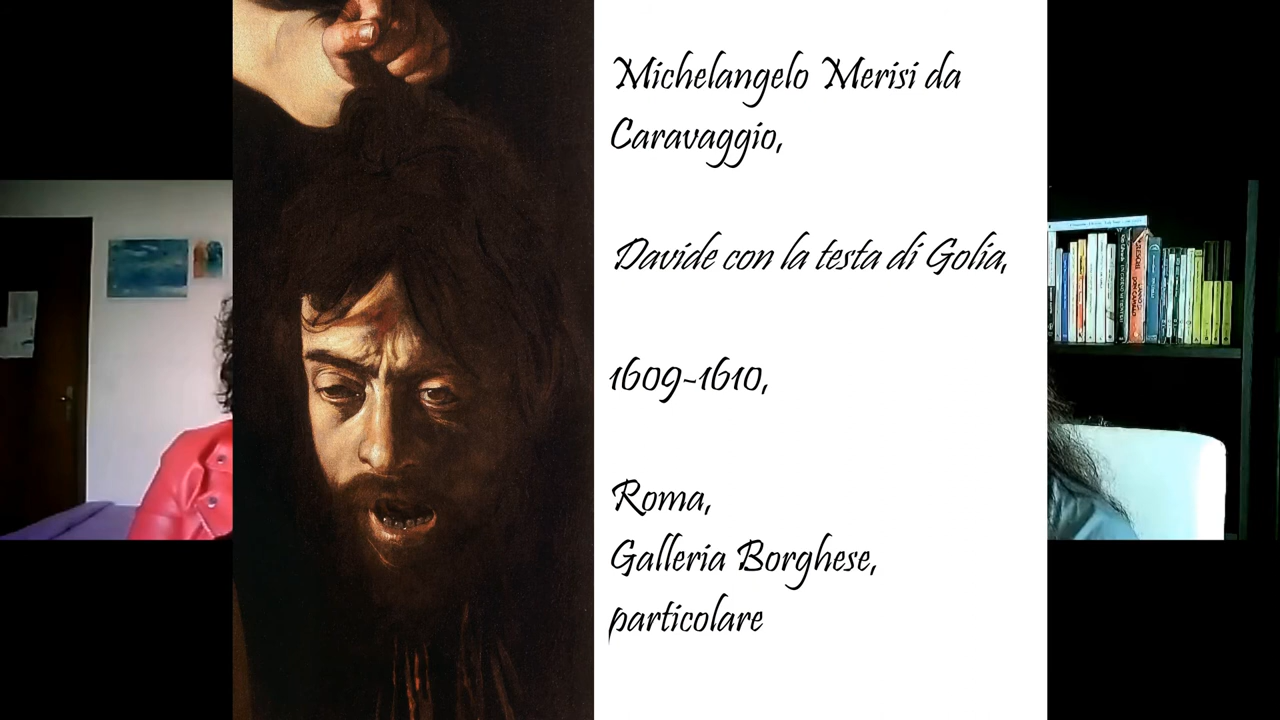 Michelangelo Merisi da
Caravaggio,
Davide con la testa di Golia,
1609-1610,
Roma,
Galleria Borghese,
particolare